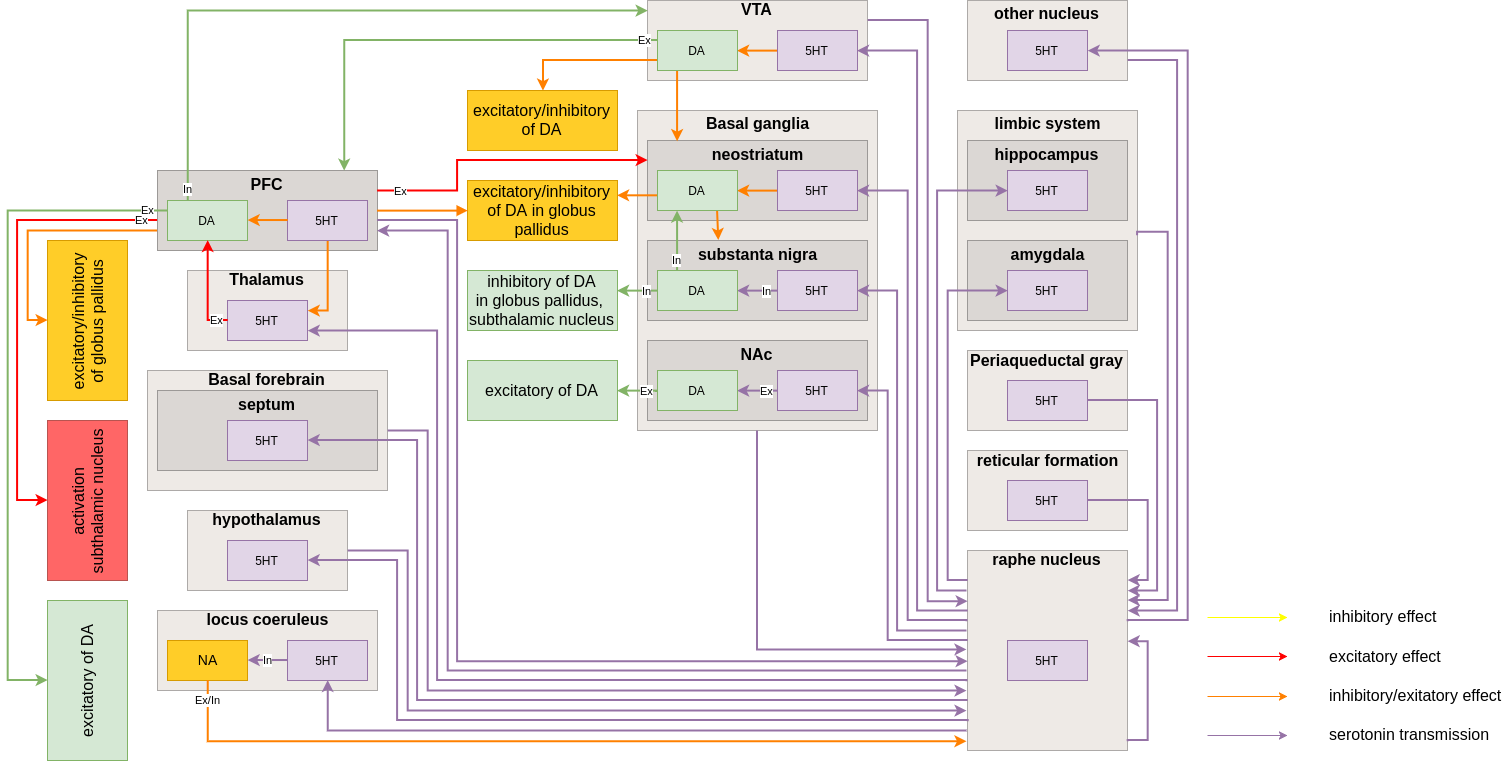 VTA
other nucleus
Ex
DA
5HT
5HT
excitatory/inhibitory
of DA
Basal ganglia
limbic system
neostriatum
hippocampus
PFC
In
Ex
excitatory/inhibitory
of DA in globus
pallidus
DA
5HT
5HT
Ex
Ex
DA
5HT
substanta nigra
amygdala
In
excitatory/inhibitory
of globus pallidus
Thalamus
5HT
Ex
inhibitory of DA
in globus pallidus,
subthalamic nucleus
In
DA
In
5HT
5HT
NAc
Periaqueductal gray
Basal forebrain
septum
5HT
excitatory of DA
Ex
DA
Ex
5HT
5HT
activation
subthalamic nucleus
reticular formation
5HT
hypothalamus
5HT
raphe nucleus
5HT
excitatory of DA
locus coeruleus
NA
In
5HT
Ex/In
inhibitory effect
excitatory effect
inhibitory/exitatory effect
serotonin transmission